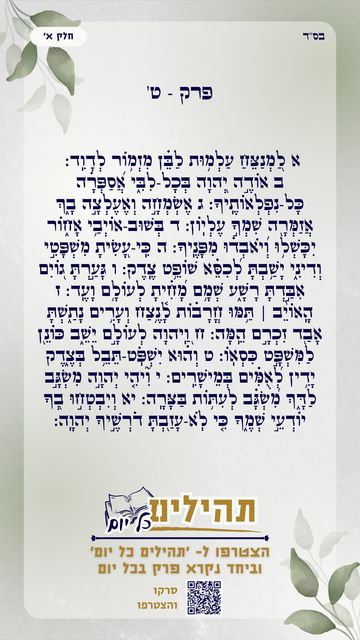 בס״ד
חלק א׳
פרק - ט'
א לַמְנַצֵּחַ עַלְמוּת לַבֵּן מִזְמוֹר לְדָוִד:
ב אוֹדֶה יְהוָה בְּכָל-לִבִּי אֲסַפְּרָה
כָּל-נִפְלְאוֹתֶיךָ: ג אֶשְׂמְחָה וְאֶעֶלְצָה בָךְ
אֲזַמְּרָה שִׁמְךָ עֶלְיוֹן: ד בְּשׁוּב-אוֹיְבַי אָחוֹר
יִכָּשְׁלוּ וְיֹאבְדוּ מִפָּנֶיךָ: ה כִּי-עָשִׂיתָ מִשְׁפָּטִי
וְדִינִי יָשַׁבְתָּ לְכִסֵּא שׁוֹפֵט צֶדֶק: ו גָּעַרְתָּ גוֹיִם
אִבַּדְתָּ רָשָׁע שְׁמָם מָחִיתָ לְעוֹלָם וָעֶד: ז
הָאוֹיֵב | תַּמּוּ חֳרָבוֹת לָנֶצַח וְעָרִים נָתַשְׁתָּ
אָבַד זִכְרָם הֵמָּה: ח וַיהוָה לְעוֹלָם יֵשֵׁב כּוֹנֵן
לַמִּשְׁפָּט כִּסְאוֹ: ט וְהוּא יִשְׁפֹּט-תֵּבֵל בְּצֶדֶק
יָדִין לְאֻמִּים בְּמֵישָׁרִים: י וִיהִי יְהוָה מִשְׂגָּב
לַדָּךְ מִשְׂגָּב לְעִתּוֹת בַּצָּרָה: יא וְיִבְטְחוּ בְךָ
יוֹדְעֵי שְׁמֶךָ כִּי לֹא-עָזַבְתָּ דֹרְשֶׁיךָ יְהוָה:
תהילים
כל יום!
הצטרפו ל- 'תהילים כל יום'
וביחד נקרא פרק בכל יום
סרקו
והצטרפו